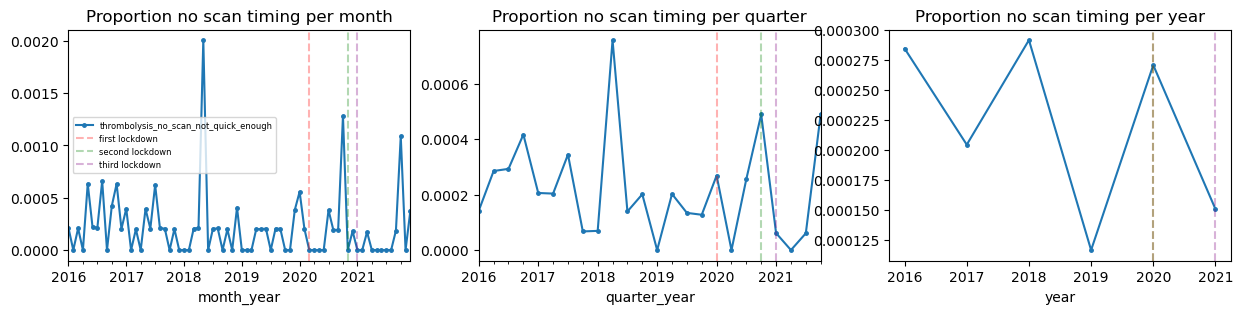 Proportion no scan timing per month
0.0020
0.0015
0.0010
0.0005
0.0000
thrombolysis_no_scan_not_quick_enough
first lockdown
second lockdown
third lockdown
2016 2017 2018 2019 2020 2021
month_year
Proportion no scan timing per quarter
0.0006
0.0004
0.0002
0.0000
2016 2017 2018 2019 2020 2021
quarter_year
Proportion no scan timing per year
0.000300
0.000275
0.000250
0.000225
0.000200
0.000175
0.000150
0.000125
2016 2017 2018 2019 2020 2021
year